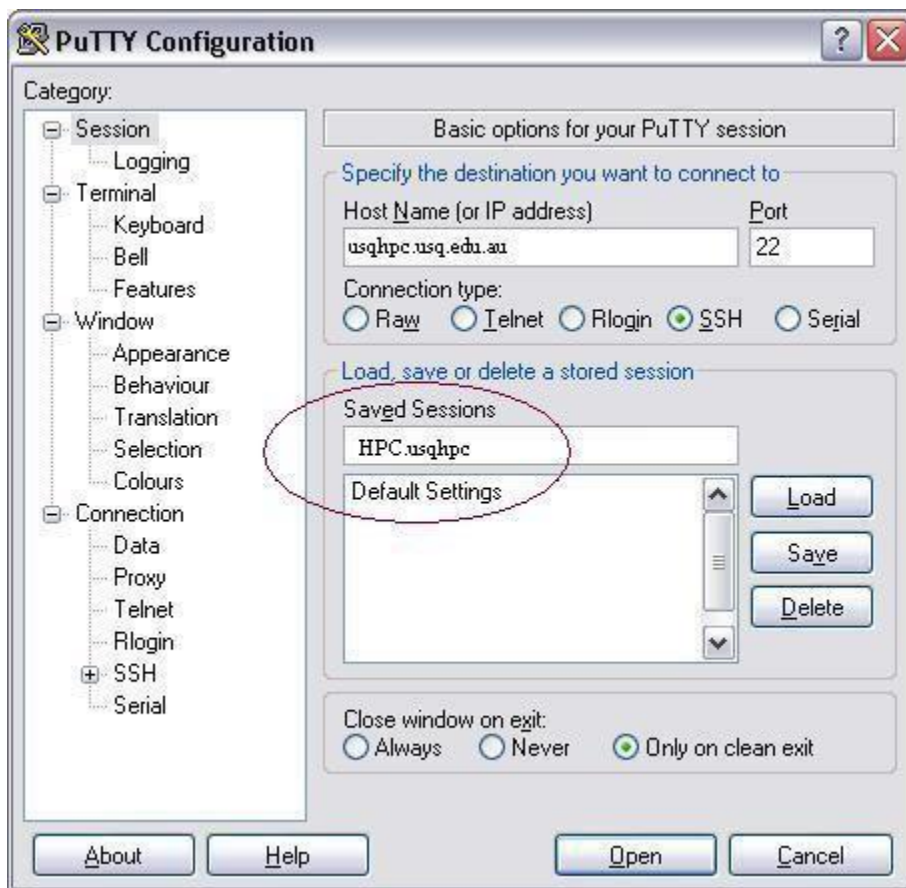 PuTTY Configuration
Category:
Session
Logging
Terminal
Keyboard
Bell
Features
Window
Appearance
Behaviour
Translation
Selection
Colours
Connection
Data
Proxy
Telnet
Rlogin
SSH
Serial
Basic options for your PuTTY session
Specify the destination you want to connect to
Host Name (or IP address) Port
usqhpc.usq.edu.au 22
Connection type:
Raw Telnet Rlogin SSH Serial
Load, save or delete a stored session
Saved Sessions
HPC.usqhpc
Default Settings
Load
Save
Delete
Close window on exit:
Always Never Only on clean exit
About Help Open Cancel